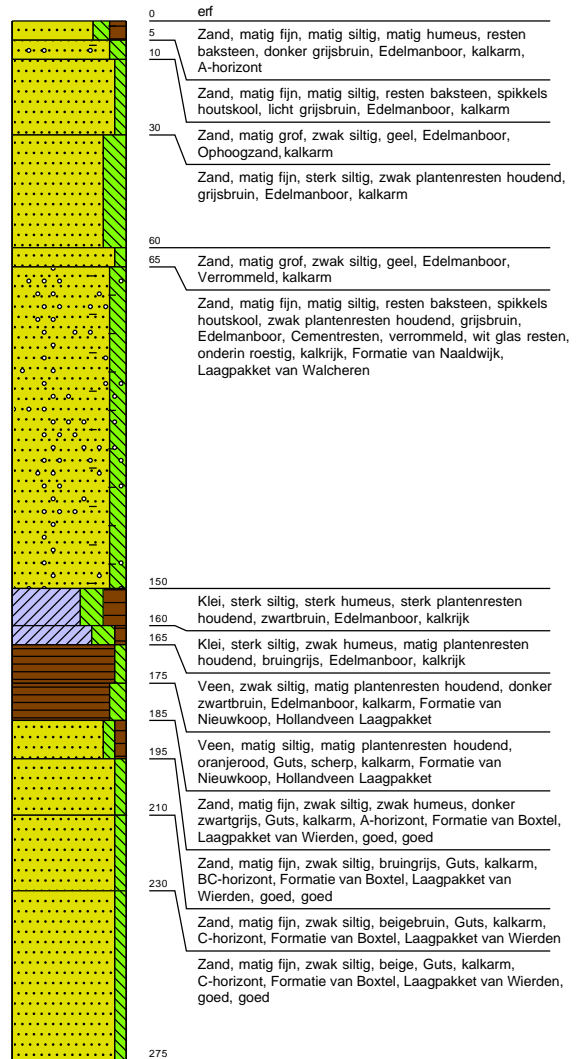 0
erf
5
Zand, matig fijn, matig siltig, matig humeus, resten
baksteen, donker grijsbruin, Edelmanboor, kalkarm,
A-horizont
10
Zand, matig fijn, matig siltig, resten baksteen, spikkels
houtskool, licht grijsbruin, Edelmanboor, kalkarm
30
Zand, matig grof, zwak siltig, geel, Edelmanboor,
Ophoogzand, kalkarm
Zand, matig fijn, sterk siltig, zwak plantenresten houdend,
grijsbruin, Edelmanboor, kalkarm
60
65
Zand, matig grof, zwak siltig, geel, Edelmanboor,
Verrommeld, kalkarm
Zand, matig fijn, matig siltig, resten baksteen, spikkels
houtskool, zwak plantenresten houdend, grijsbruin,
Edelmanboor, Cementresten, verrommeld, wit glas resten,
onderin roestig, kalkrijk, Formatie van Naaldwijk,
Laagpakket van Walcheren
150
Klei, sterk siltig, sterk humeus, sterk plantenresten
houdend, zwartbruin, Edelmanboor, kalkrijk
160
165
Klei, sterk siltig, zwak humeus, matig plantenresten
houdend, bruingrijs, Edelmanboor, kalkrijk
175
Veen, zwak siltig, matig plantenresten houdend, donker
zwartbruin, Edelmanboor, kalkarm, Formatie van
Nieuwkoop, Hollandveen Laagpakket
185
Veen, matig siltig, matig plantenresten houdend,
oranjerood, Guts, scherp, kalkarm, Formatie van
Nieuwkoop, Hollandveen Laagpakket
195
Zand, matig fijn, zwak siltig, zwak humeus, donker
zwartgrijs, Guts, kalkarm, A-horizont, Formatie van Boxtel,
Laagpakket van Wierden, goed, goed
210
Zand, matig fijn, zwak siltig, bruingrijs, Guts, kalkarm,
BC-horizont, Formatie van Boxtel, Laagpakket van
Wierden, goed, goed
230
Zand, matig fijn, zwak siltig, beigebruin, Guts, kalkarm,
C-horizont, Formatie van Boxtel, Laagpakket van Wierden
Zand, matig fijn, zwak siltig, beige, Guts, kalkarm,
C-horizont, Formatie van Boxtel, Laagpakket van Wierden,
goed, goed
275